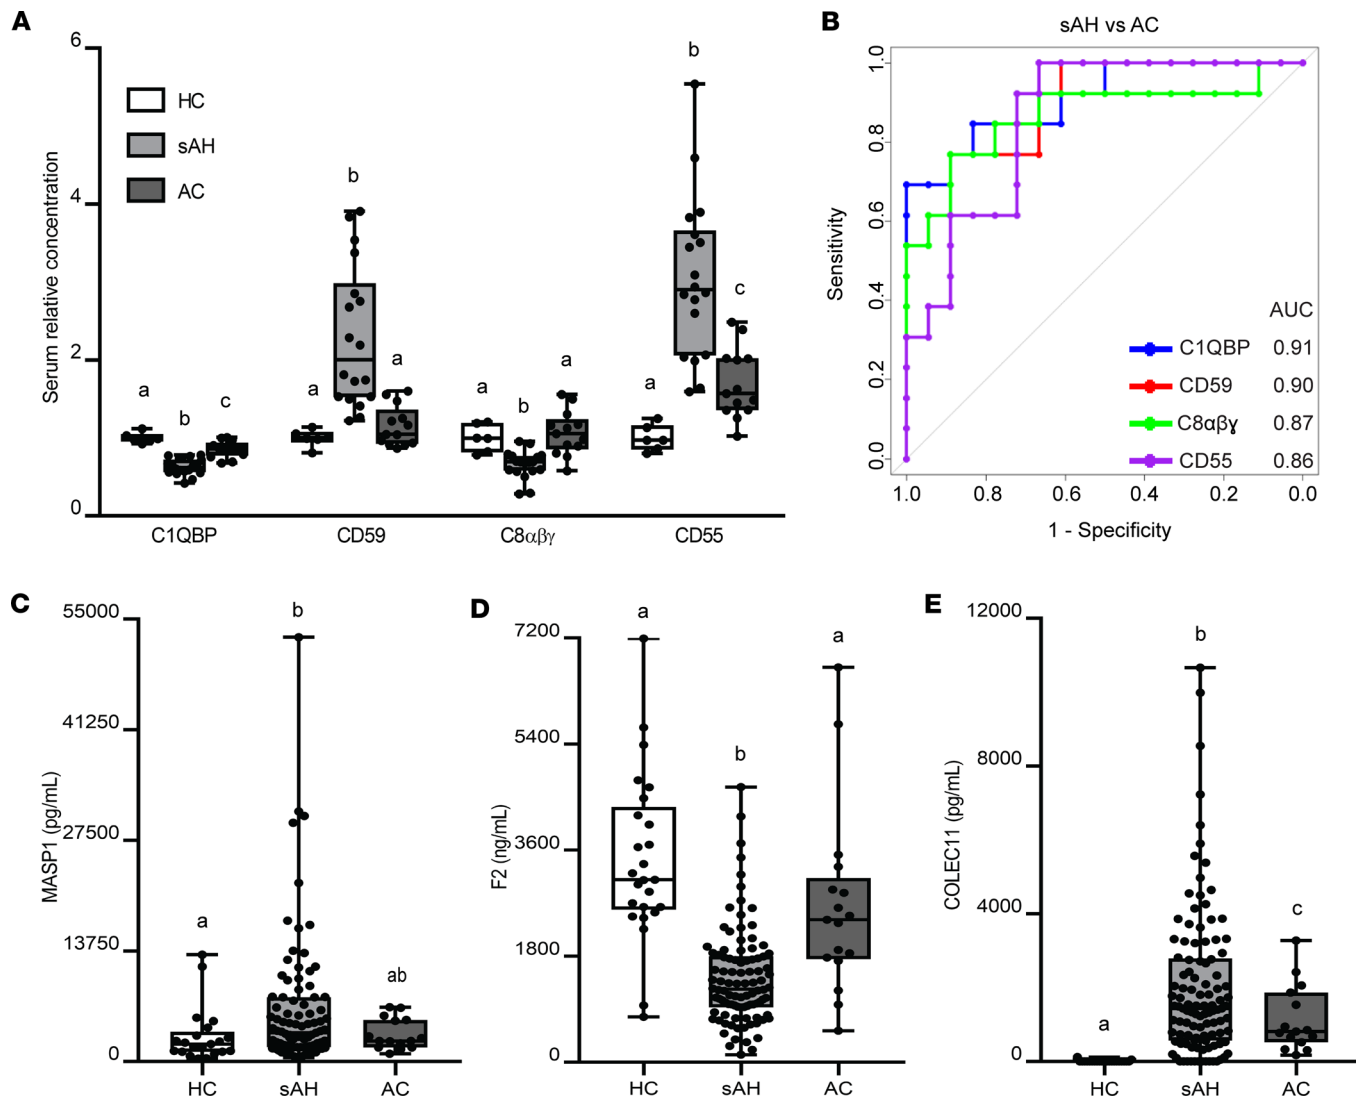 A
6
4
2
0
Serum relative concentration
HC
sAH
AC
a
b
c
a
b
a
a
b
a
a
b
c
C1QBP
CD59
C8αβγ
CD55
B
sAH vs AC
1.0
0.8
0.6
0.4
0.2
0.0
Sensitivity
AUC
C1QBP 0.91
CD59 0.90
C8αβɣ 0.87
CD55 0.86
1.0 0.8 0.6 0.4 0.2 0.0
1 - Specificity
C
55000
41250
27500
13750
0
MASP1 (pg/mL)
a
b
ab
HC sAH AC
D
7200
5400
3600
1800
0
F2 (ng/mL)
a
b
a
HC sAH AC
E
12000
8000
4000
0
COLEC11 (pg/mL)
a
b
c
HC sAH AC